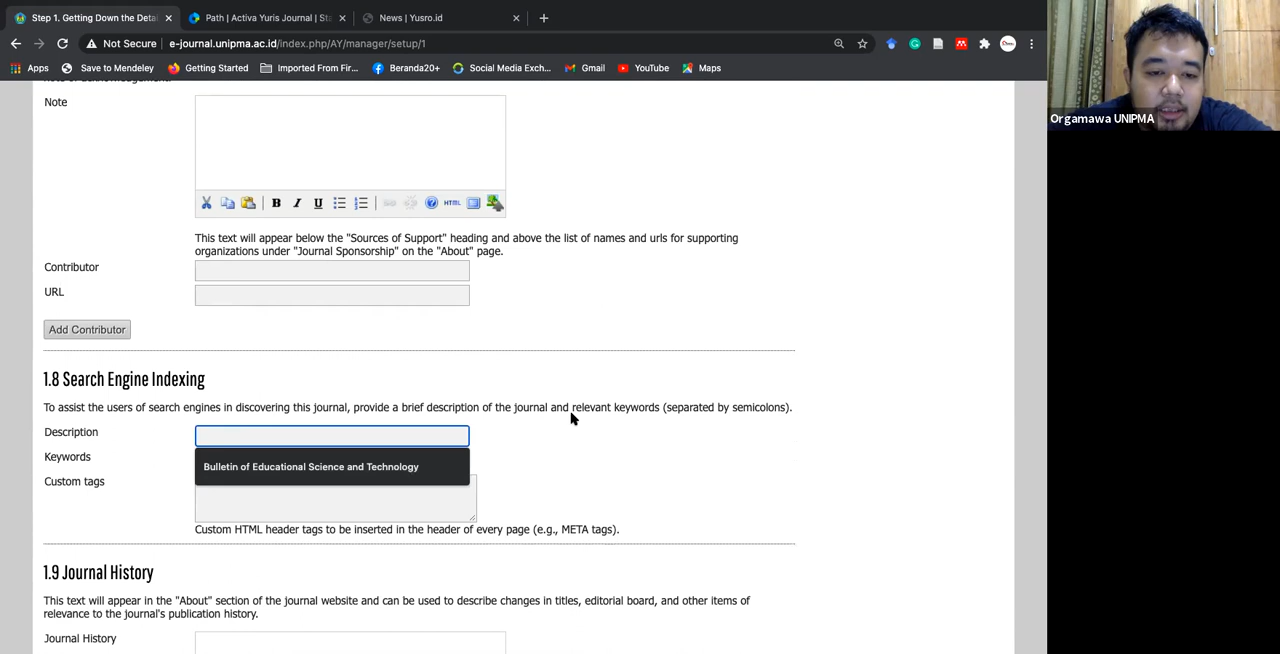 Step 1. Getting Down the Detai
Path | Activa Yuris Journal | Sta
News | Yusro.id
Not Secure
e-journal.unipma.ac.id/index.php/AY/manager/setup/1
Apps
Save to Mendeley
Getting Started
Imported From Fir...
Beranda20+
Social Media Exch...
Gmail
YouTube
Maps
Orgamawa UNIPMA
Note
HTML
This text will appear below the "Sources of Support" heading and above the list of names and urls for supporting
organizations under "Journal Sponsorship" on the "About" page.
Contributor
URL
Add Contributor
1.8 Search Engine Indexing
To assist the users of search engines in discovering this journal, provide a brief description of the journal and relevant keywords (separated by semicolons).
Description
Keywords
Bulletin of Educational Science and Technology
Custom tags
Custom HTML header tags to be inserted in the header of every page (e.g., META tags).
1.9 Journal History
This text will appear in the "About" section of the journal website and can be used to describe changes in titles, editorial board, and other items of
relevance to the journal's publication history.
Journal History